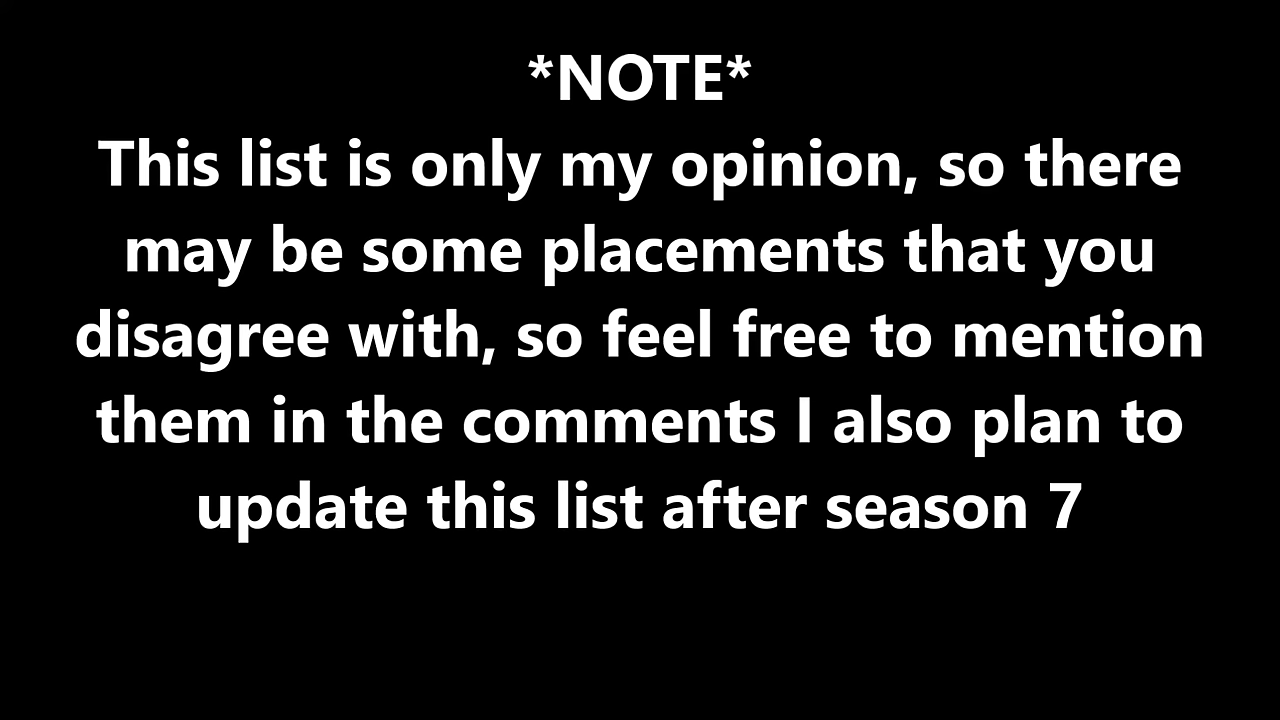 *NOTE*
This list is only my opinion, so there
may be some placements that you
disagree with, so feel free to mention
them in the comments I also plan to
update this list after season 7